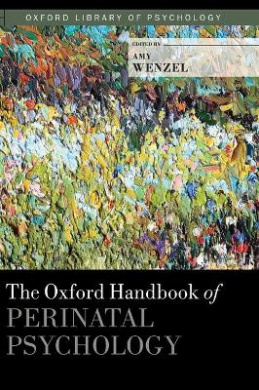 OXFORD LIBRARY OF PSYCHOLOGY
EDITED BY
AMY
WENZEL
The Oxford Handbook of
PERINATAL
PSYCHOLOGY